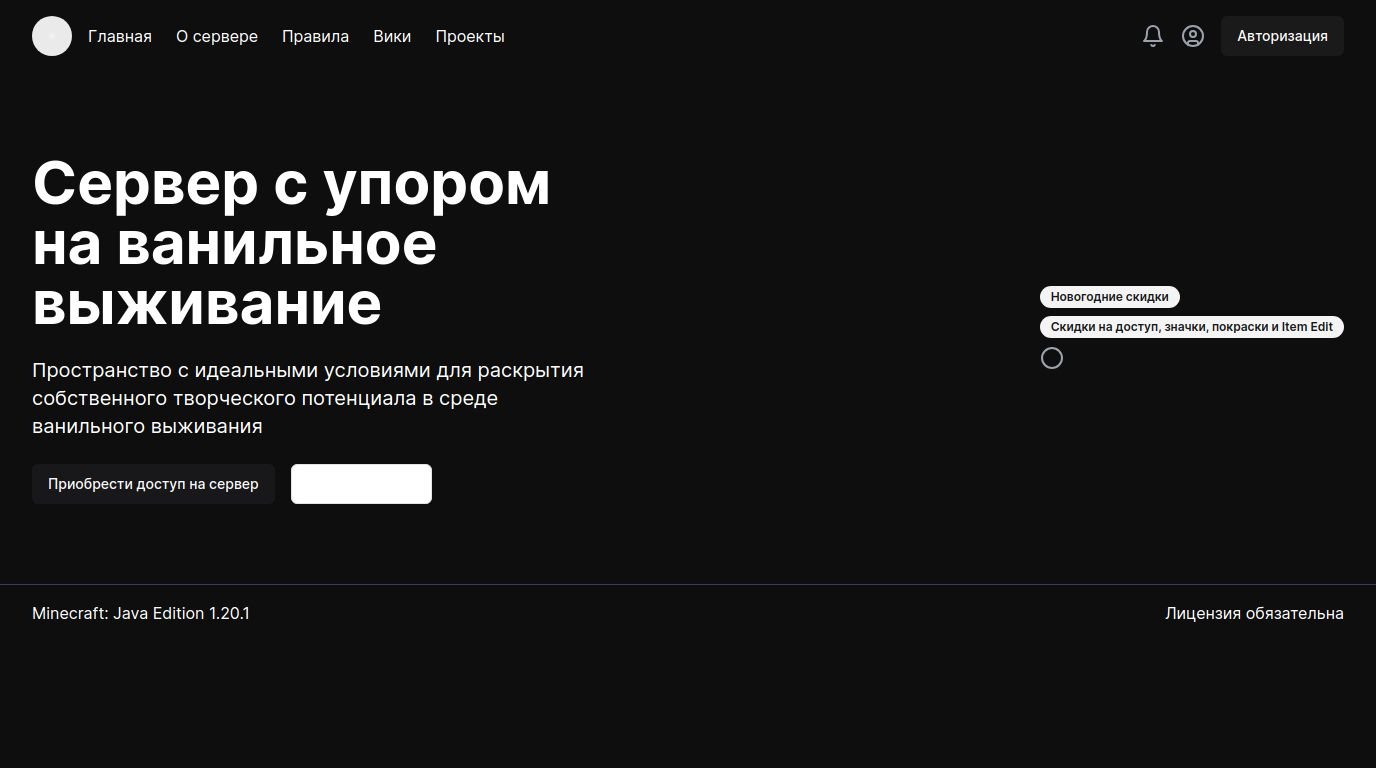 Главная
О сервере
Правила
Вики
Проекты
Авторизация
Сервер с упором
на ванильное
выживание
Пространство с идеальными условиями для раскрытия
собственного творческого потенциала в среде
ванильного выживания
Приобрести доступ на сервер
Новогодние скидки
Скидки на доступ, значки, покраски и Item Edit
Minecraft: Java Edition 1.20.1
Лицензия обязательна